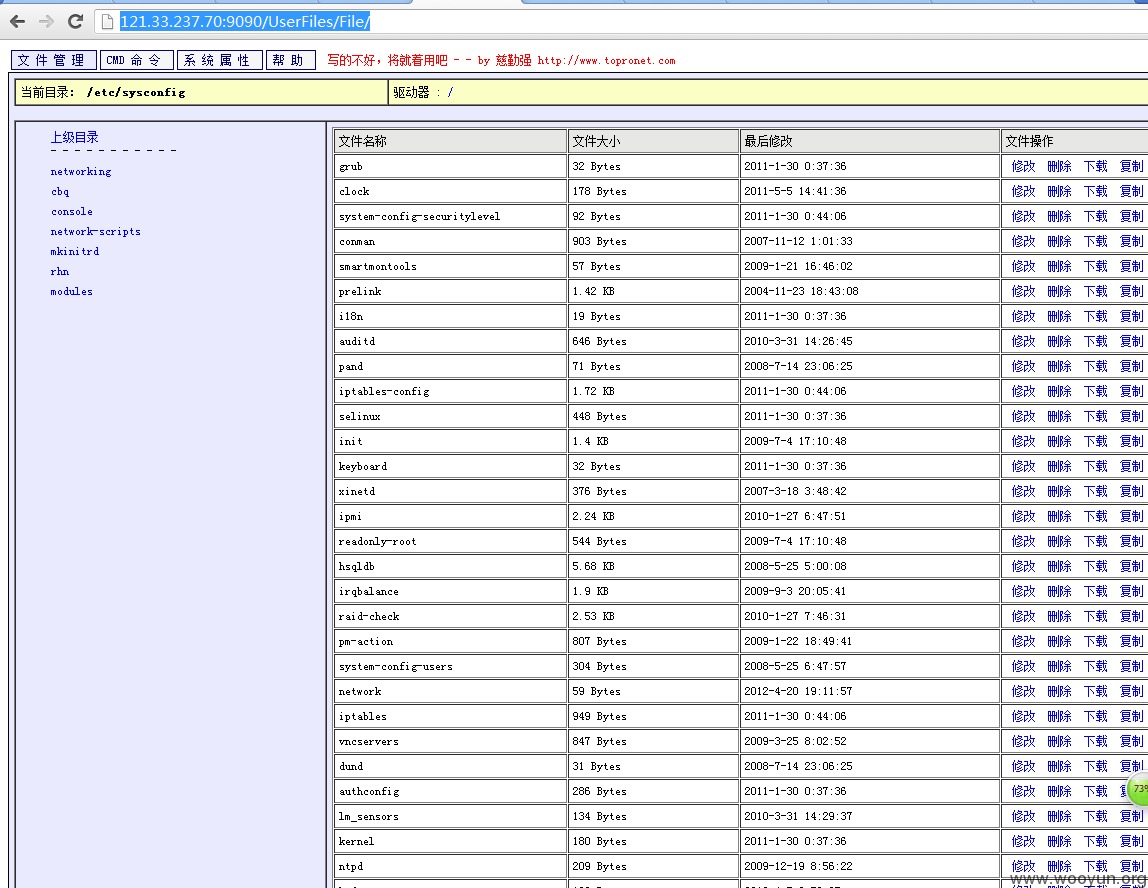 121.33.237.70:9090/UserFiles/File/
文件管理 CMD 命令 系统属性 帮助 写的不好，将就着用吧 - - by 慈勤强 http://www.topronet.com
当前目录: /etc/sysconfig 驱动器 : /
上级目录
networking
cbq
console
network-scripts
mkinitrd
rhn
modules
文件名称 文件大小 最后修改 文件操作
grub 32 Bytes 2011-1-30 0:37:36 修改 删除 下载 复制
clock 178 Bytes 2011-5-5 14:41:36 修改 删除 下载 复制
system-config-securitylevel 92 Bytes 2011-1-30 0:44:06 修改 删除 下载 复制
conman 903 Bytes 2007-11-12 1:01:33 修改 删除 下载 复制
smartmontools 57 Bytes 2009-1-21 16:46:02 修改 删除 下载 复制
prelink 1.42 KB 2004-11-23 18:43:08 修改 删除 下载 复制
i18n 19 Bytes 2011-1-30 0:37:36 修改 删除 下载 复制
auditd 646 Bytes 2010-3-31 14:26:45 修改 删除 下载 复制
pand 71 Bytes 2008-7-14 23:06:25 修改 删除 下载 复制
iptables-config 1.72 KB 2011-1-30 0:44:06 修改 删除 下载 复制
selinux 448 Bytes 2011-1-30 0:37:36 修改 删除 下载 复制
init 1.4 KB 2009-7-4 17:10:48 修改 删除 下载 复制
keyboard 32 Bytes 2011-1-30 0:37:36 修改 删除 下载 复制
xinetd 376 Bytes 2007-3-18 3:48:42 修改 删除 下载 复制
ipmi 2.24 KB 2010-1-27 6:47:51 修改 删除 下载 复制
readonly-root 544 Bytes 2009-7-4 17:10:48 修改 删除 下载 复制
hsqldb 5.68 KB 2008-5-25 5:00:08 修改 删除 下载 复制
irqbalance 1.9 KB 2009-9-3 20:05:41 修改 删除 下载 复制
raid-check 2.53 KB 2010-1-27 7:46:31 修改 删除 下载 复制
pm-action 807 Bytes 2009-1-22 18:49:41 修改 删除 下载 复制
system-config-users 304 Bytes 2008-5-25 6:47:57 修改 删除 下载 复制
network 59 Bytes 2012-4-20 19:11:57 修改 删除 下载 复制
iptables 949 Bytes 2011-1-30 0:44:06 修改 删除 下载 复制
vncservers 847 Bytes 2009-3-25 8:02:52 修改 删除 下载 复制
dund 31 Bytes 2008-7-14 23:06:25 修改 删除 下载 复制
authconfig 286 Bytes 2011-1-30 0:37:36 修改 删除 下载
73%
lm_sensors 134 Bytes 2010-3-31 14:29:37 修改 删除 下载 复制
kernel 180 Bytes 2011-1-30 0:37:36 修改 删除 下载 复制
ntpd 209 Bytes 2009-12-19 8:56:22 修改 删除 下载 复制
www.wooyun.org